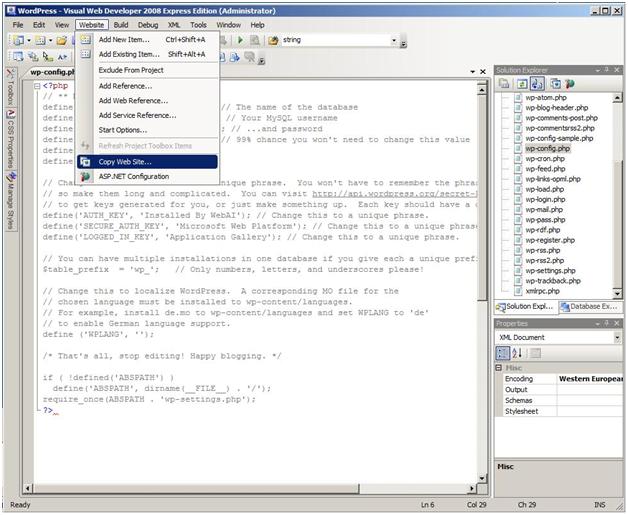 WordPress - Visual Web Developer 2008 Express Edition (Administrator)
File Edit View Website Build Debug XML Tools Window Help
string
Add New Item... Ctrl+Shift+A
Add Existing Item... Shift+Alt+A
Exclude From Project
Add Reference...
Add Web Reference...
Add Service Reference...
Start Options...
Refresh Project Toolbox Items
Copy Web Site...
ASP.NET Configuration
Toolbox
CSS Properties
Manage Styles
wp-config.php
<?php
// **
define // The name of the database
define // Your MySQL username
define // ...and password
define // 99% chance you won't need to change this value
define
define
// unique phrase. You won't have to remember the phra
// so make them long and complicated. You can visit http://api.wordpress.org/secret-
// to get keys generated for you, or just make something up. Each key should have a
define('AUTH_KEY', 'Installed By WebAI'); // Change this to a unique phrase.
define('SECURE_AUTH_KEY', 'Microsoft Web Platform'); // Change this to a unique phrase
define('LOGGED_IN_KEY', 'Application Gallery'); // Change this to a unique phrase.
// You can have multiple installations in one database if you give each a unique prefi
$table_prefix = 'wp_'; // Only numbers, letters, and underscores please!
// Change this to localize WordPress. A corresponding MO file for the
// chosen language must be installed to wp-content/languages.
// For example, install de.mo to wp-content/languages and set WPLANG to 'de'
// to enable German language support.
define ('WPLANG', '');
/* That's all, stop editing! Happy blogging. */
if ( !defined('ABSPATH') )
define('ABSPATH', dirname(__FILE__) . '/');
require_once(ABSPATH . 'wp-settings.php');
?>
Solution Explorer
wp-atom.php
wp-blog-header.php
wp-comments-post.php
wp-commentsrss2.php
wp-config-sample.php
wp-config.php
wp-cron.php
wp-feed.php
wp-links-opml.php
wp-load.php
wp-login.php
wp-mail.php
wp-pass.php
wp-rdf.php
wp-register.php
wp-rss.php
wp-rss2.php
wp-settings.php
wp-trackback.php
xmlrpc.php
Solution Expl... Database Ex...
Properties
XML Document
Misc
Encoding Western European
Output
Schemas
Stylesheet
Misc
Ready Ln 6 Col 29 Ch 29 INS